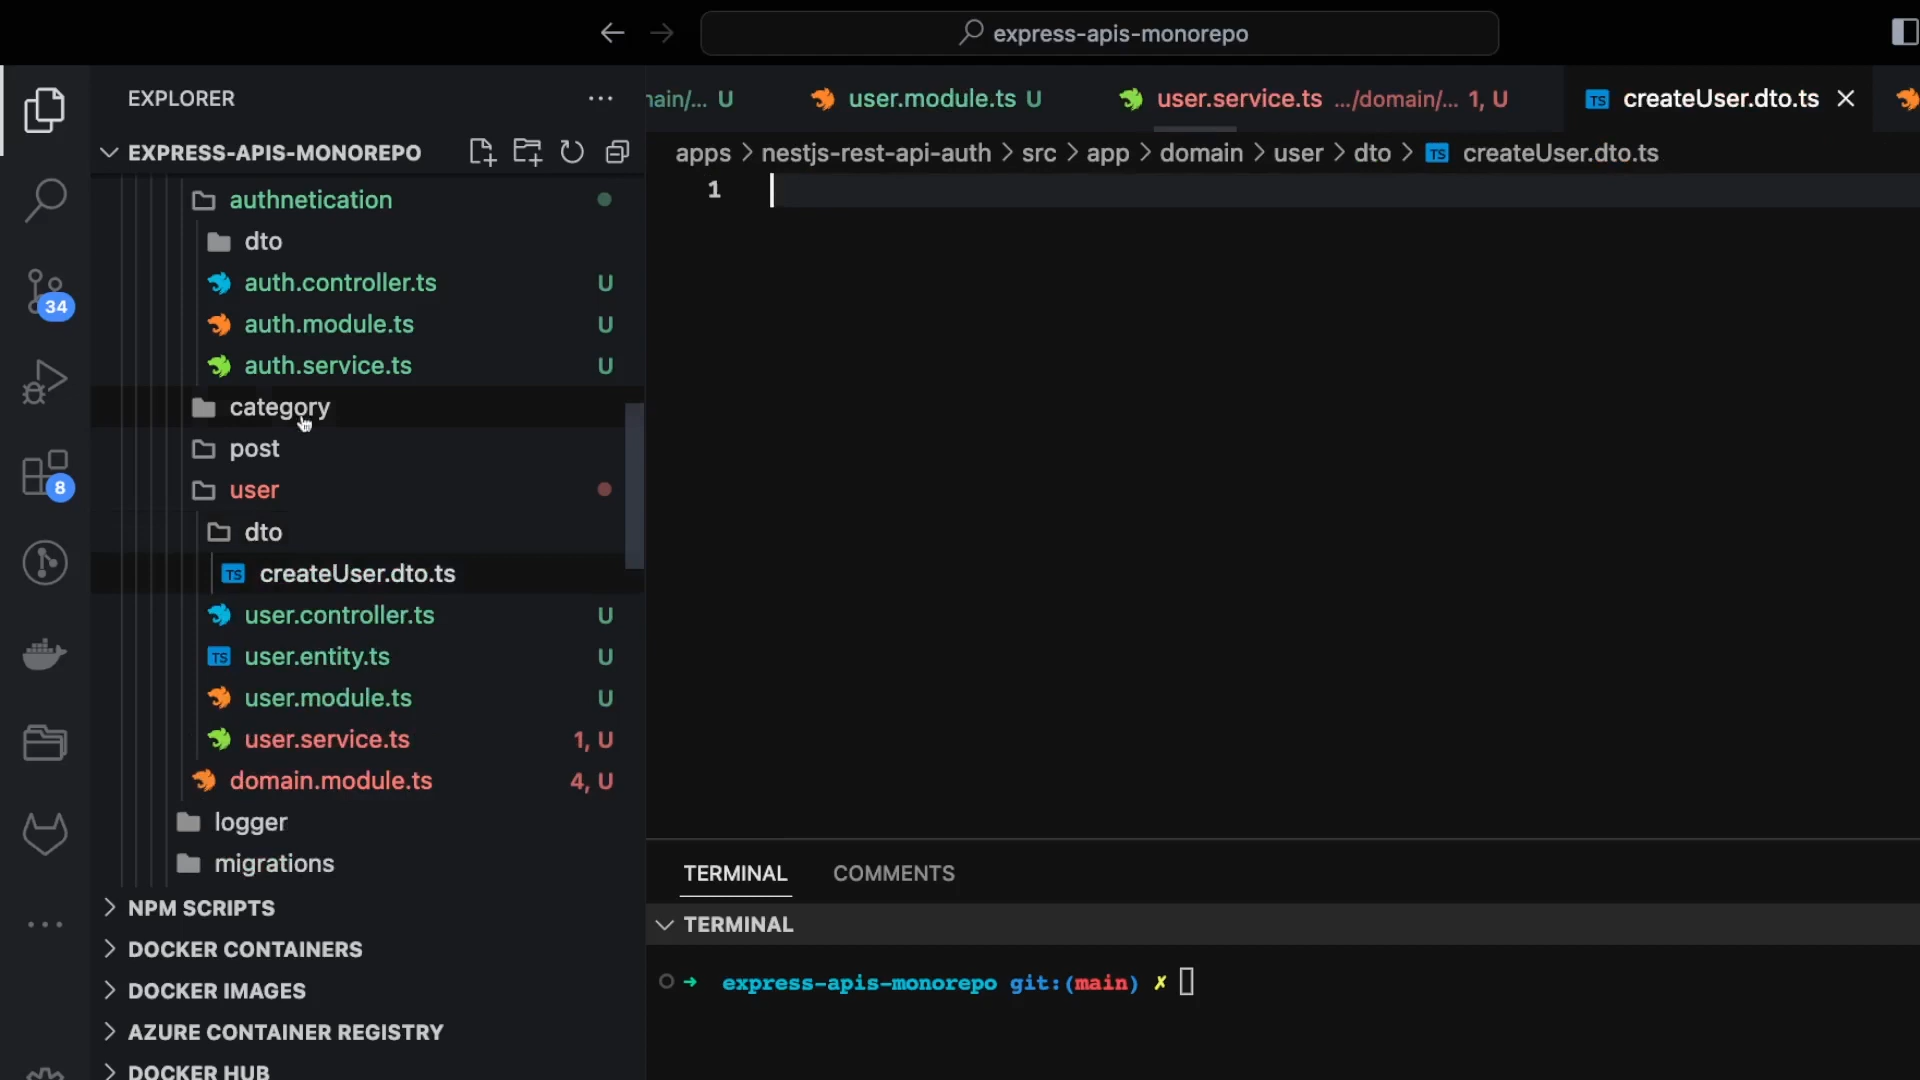 express-apis-monorepo
EXPLORER
EXPRESS-APIS-MONOREPO
authnetication
dto
auth.controller.ts U
auth.module.ts U
auth.service.ts U
category
post
user
dto
TS createUser.dto.ts
user.controller.ts U
TS user.entity.ts U
user.module.ts U
user.service.ts 1, U
domain.module.ts 4, U
logger
migrations
NPM SCRIPTS
DOCKER CONTAINERS
DOCKER IMAGES
AZURE CONTAINER REGISTRY
DOCKER HUB
34
8
ain/... U
user.module.ts U
user.service.ts .../domain/... 1, U
TS createUser.dto.ts
apps > nestjs-rest-api-auth > src > app > domain > user > dto > TS createUser.dto.ts
1
TERMINAL COMMENTS
TERMINAL
express-apis-monorepo git:(main) ✗